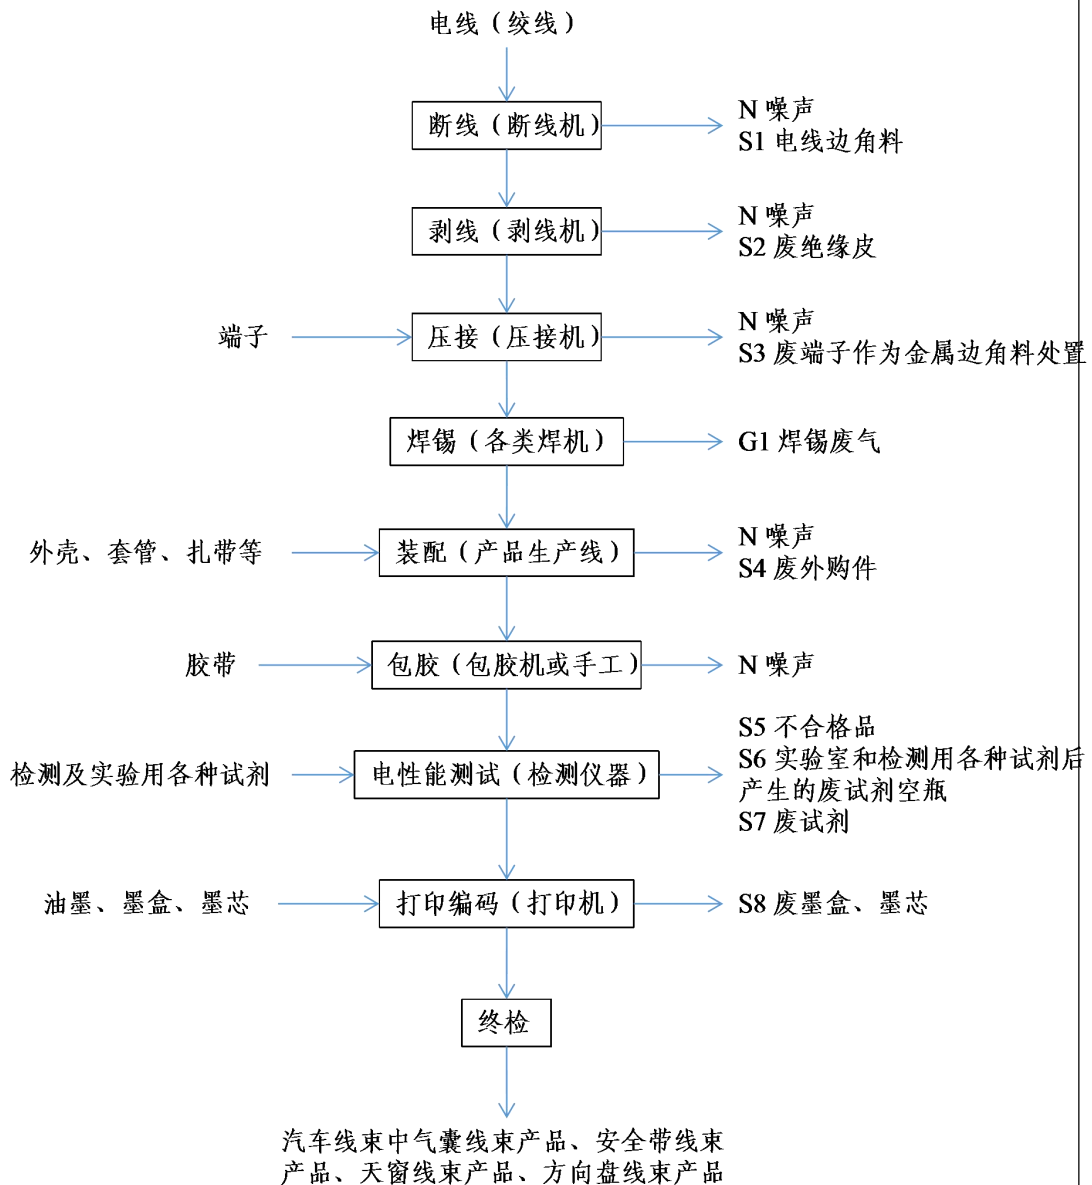 电线（绞线）
断线（断线机）
N 噪声
S1 电线边角料
剥线（剥线机）
N 噪声
S2 废绝缘皮
端子
压接（压接机）
N 噪声
S3 废端子作为金属边角料处置
焊锡（各类焊机）
G1 焊锡废气
外壳、套管、扎带等
装配（产品生产线）
N 噪声
S4 废外购件
胶带
包胶（包胶机或手工）
N 噪声
检测及实验用各种试剂
电性能测试（检测仪器）
S5 不合格品
S6 实验室和检测用各种试剂后
产生的废试剂空瓶
S7 废试剂
油墨、墨盒、墨芯
打印编码（打印机）
S8 废墨盒、墨芯
终检
汽车线束中气囊线束产品、安全带线束
产品、天窗线束产品、方向盘线束产品